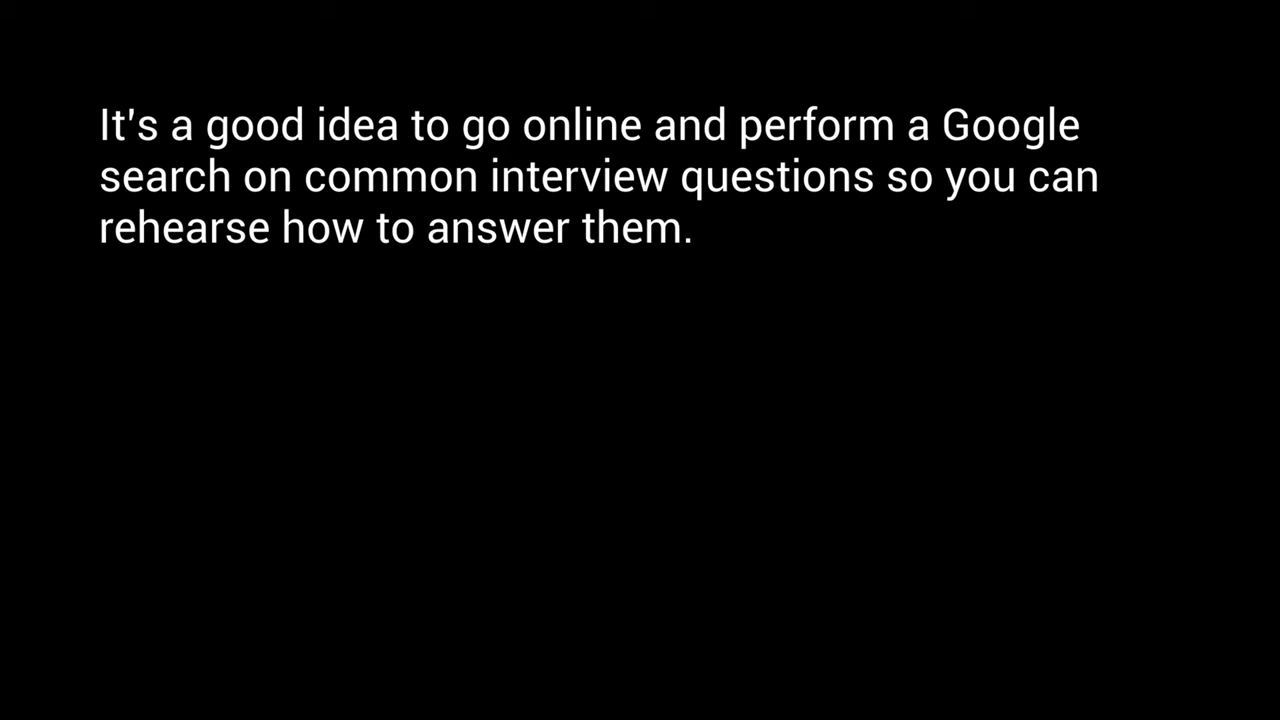 It's a good idea to go online and perform a Google
search on common interview questions so you can
rehearse how to answer them.